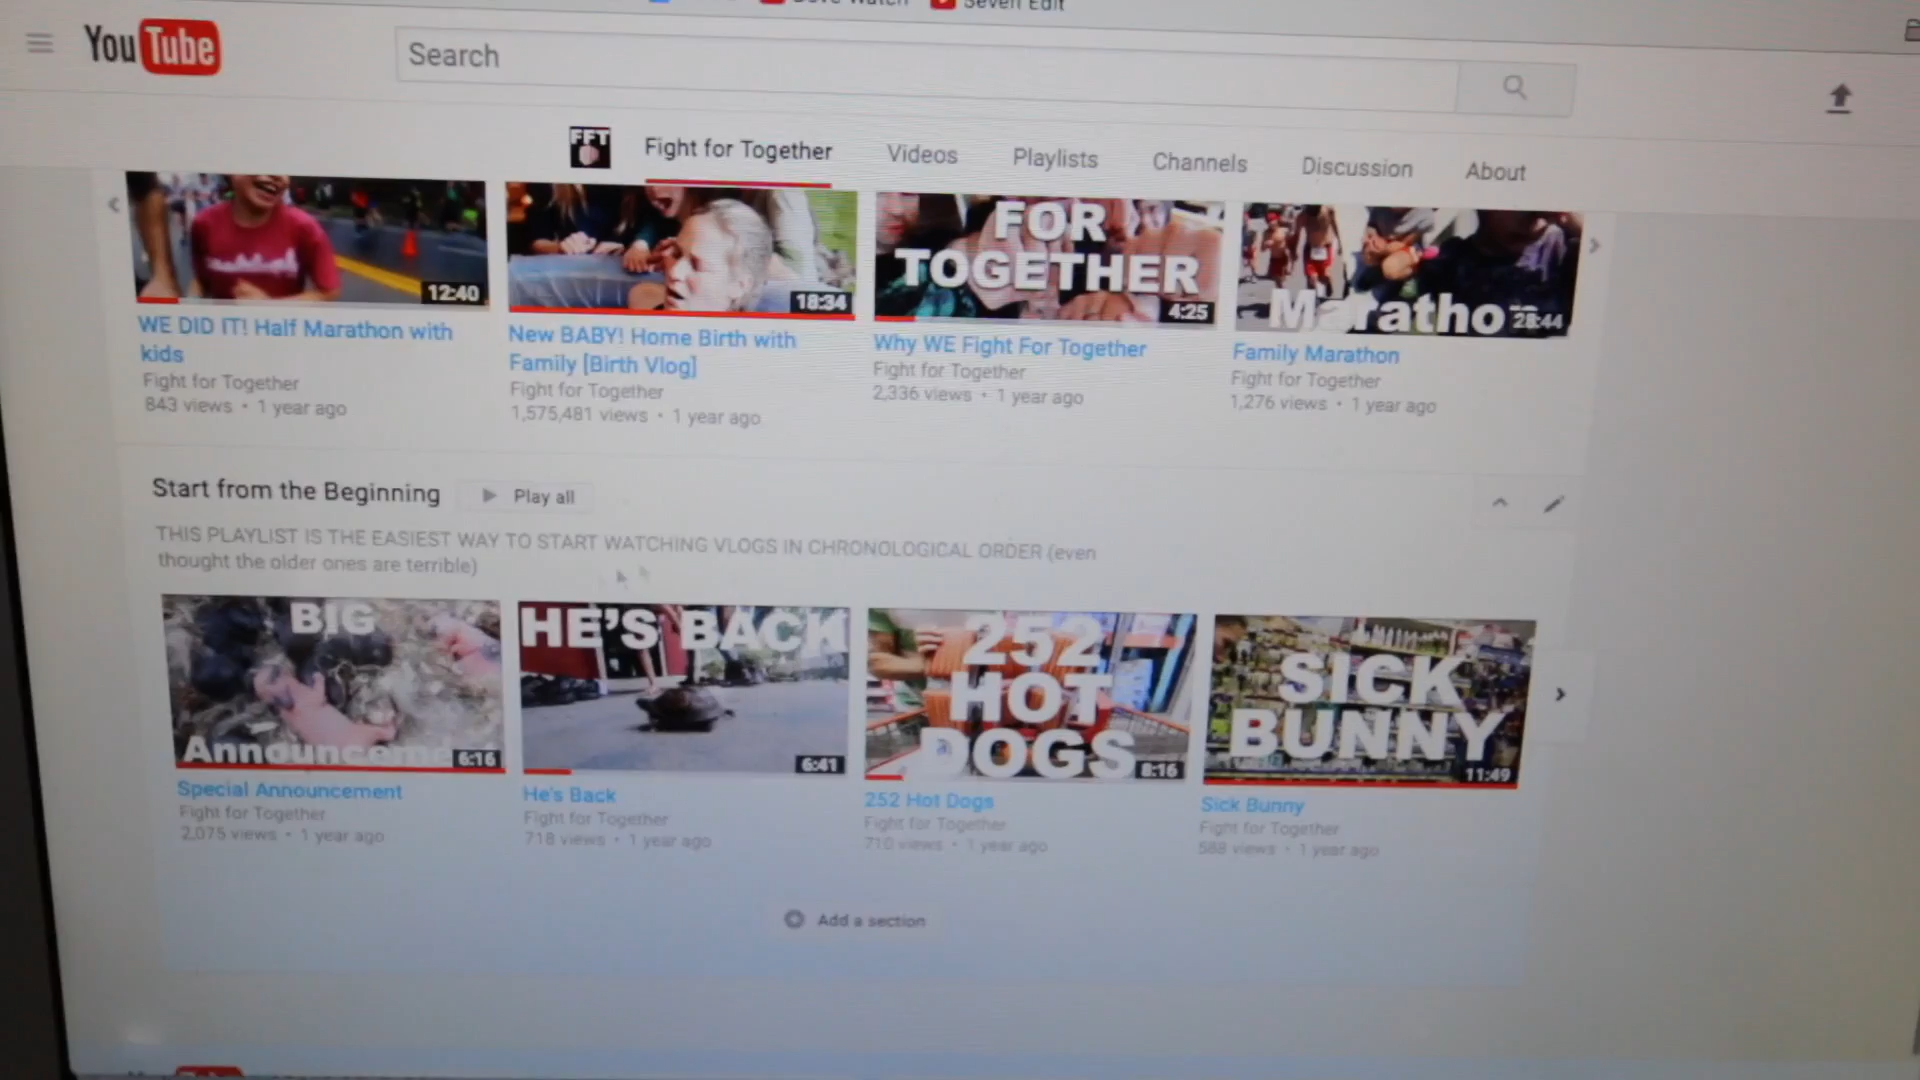 Seven Edit
YouTube
Search
FFT
Fight for Together
Videos
Playlists
Channels
Discussion
About
12:40
18:34
FOR
TOGETHER
4:25
Maratho
28:44
WE DID IT! Half Marathon with
kids
Fight for Together
843 views • 1 year ago
New BABY! Home Birth with
Family [Birth Vlog]
Fight for Together
1,575,481 views • 1 year ago
Why WE Fight For Together
Fight for Together
2,336 views • 1 year ago
Family Marathon
Fight for Together
1,276 views • 1 year ago
Start from the Beginning
Play all
THIS PLAYLIST IS THE EASIEST WAY TO START WATCHING VLOGS IN CHRONOLOGICAL ORDER (even
thought the older ones are terrible)
BIG
Announceme
6:16
HE'S BACK
6:41
252
HOT
DOGS
8:16
SICK
BUNNY
11:49
Special Announcement
Fight for Together
2,075 views • 1 year ago
He's Back
Fight for Together
718 views • 1 year ago
252 Hot Dogs
Fight for Together
710 views • 1 year ago
Sick Bunny
Fight for Together
588 views • 1 year ago
Add a section